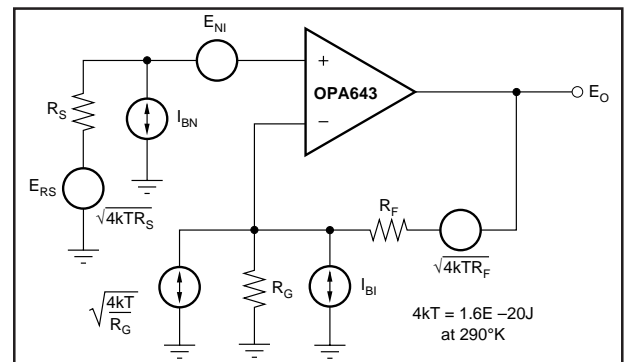 E_NI
+
OPA643
−
E_O
R_S
I_BN
E_RS
√4kTR_S
R_F
√4kTR_F
√4kT/R_G
R_G
I_BI
4kT = 1.6E –20J
at 290°K